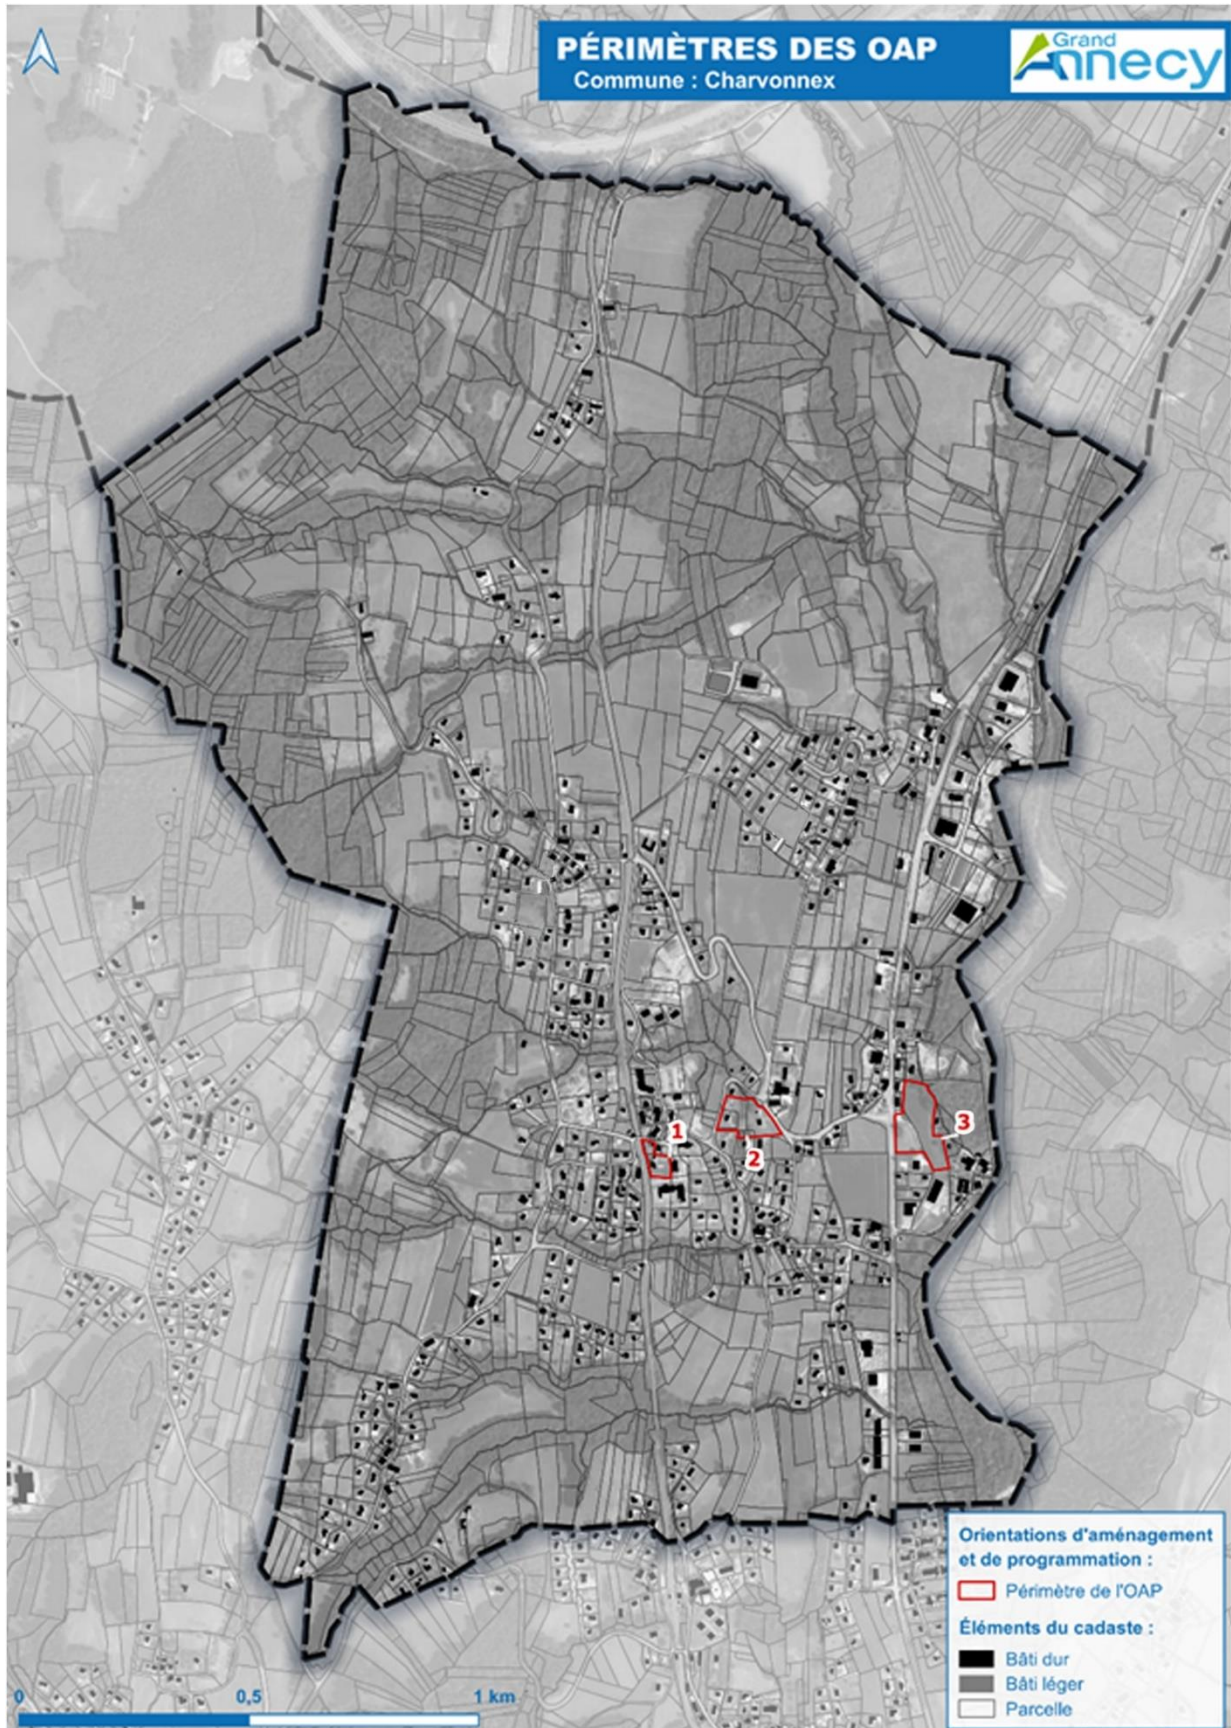 PÉRIMÈTRES DES OAP
Commune : Charvonnex
Grand
Annecy
1
2
3
Orientations d'aménagement
et de programmation :
Périmètre de l'OAP
Éléments du cadaste :
Bâti dur
Bâti léger
Parcelle
0 0,5 1 km